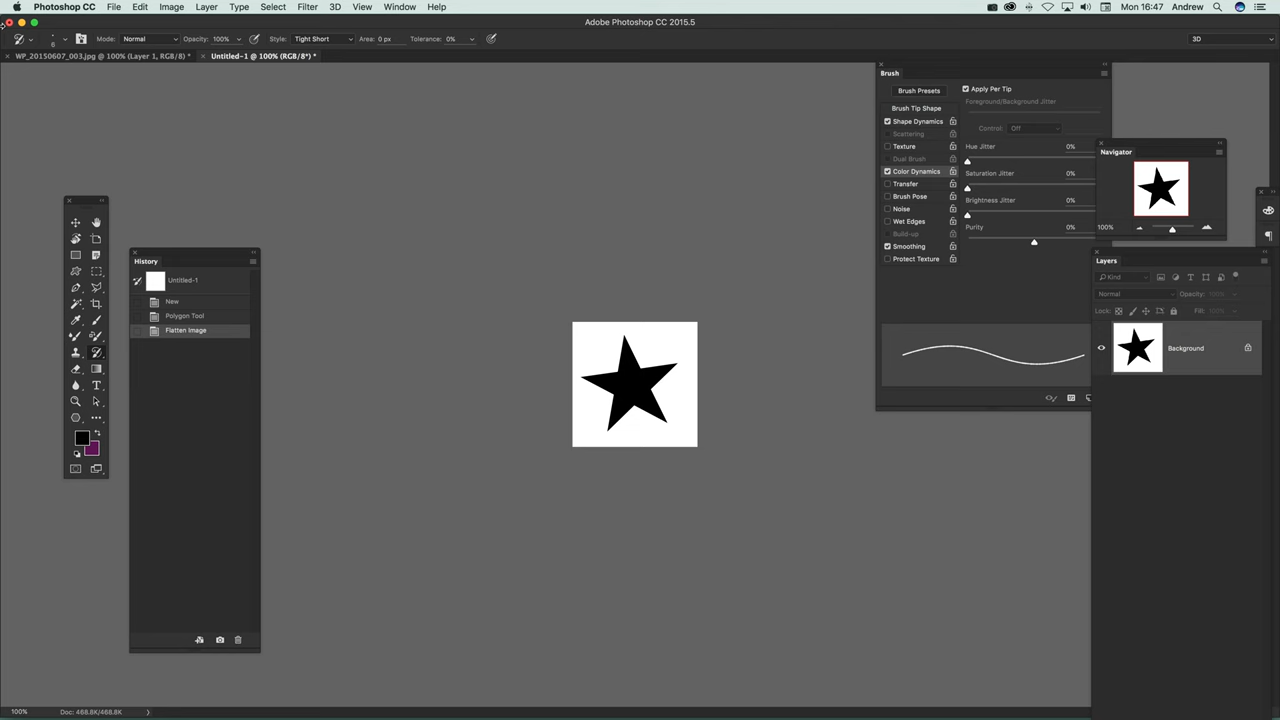 Photoshop CC File Edit Image Layer Type Select Filter 3D View Window Help Mon 16:47 Andrew
Adobe Photoshop CC 2015.5
6 Mode: Normal Opacity: 100% Style: Tight Short Area: 0 px Tolerance: 0% 3D
WP_20150607_003.jpg @ 100% (Layer 1, RGB/8) * Untitled-1 @ 100% (RGB/8*) *
Brush
Brush Presets
Brush Tip Shape
Shape Dynamics
Scattering
Texture
Dual Brush
Color Dynamics
Transfer
Brush Pose
Noise
Wet Edges
Build-up
Smoothing
Protect Texture
Apply Per Tip
Foreground/Background Jitter
Control: Off
Hue Jitter 0%
Saturation Jitter 0%
Brightness Jitter 0%
Purity 0%
Navigator
100%
History
Untitled-1
New
Polygon Tool
Flatten Image
Layers
Kind
Normal Opacity: 100%
Lock: Fill: 100%
Background
100% Doc: 468.8K/468.8K